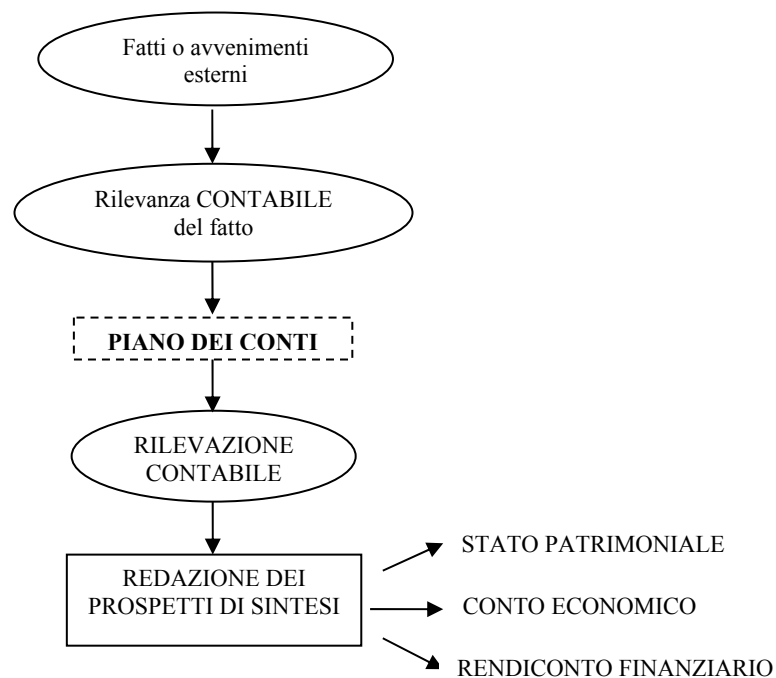 Fatti o avvenimenti
esterni
Rilevanza CONTABILE
del fatto
PIANO DEI CONTI
RILEVAZIONE
CONTABILE
REDAZIONE DEI
PROSPETTI DI SINTESI
STATO PATRIMONIALE
CONTO ECONOMICO
RENDICONTO FINANZIARIO